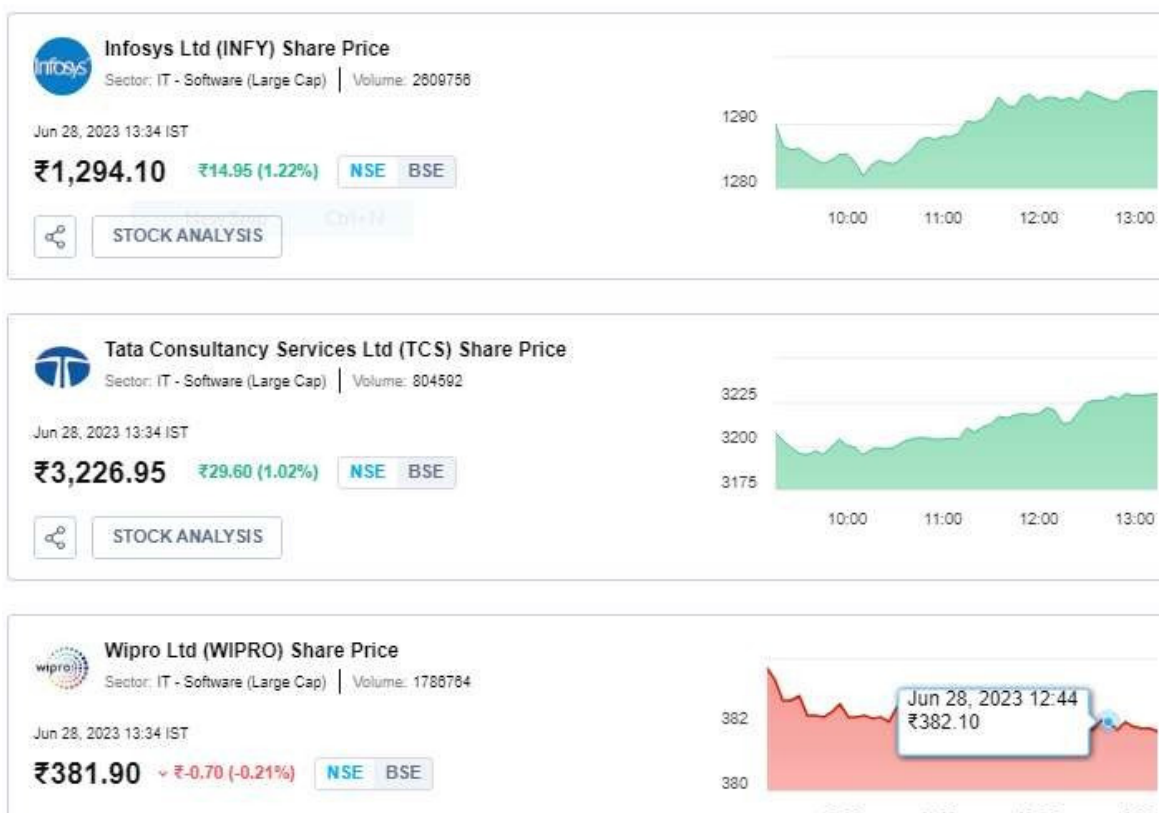 Infosys
Infosys Ltd (INFY) Share Price
Sector: IT - Software (Large Cap) | Volume: 2609756
Jun 28, 2023 13:34 IST
₹1,294.10 ₹14.95 (1.22%) NSE BSE
STOCK ANALYSIS
1290
1280
10:00 11:00 12:00 13:00
Tata Consultancy Services Ltd (TCS) Share Price
Sector: IT - Software (Large Cap) | Volume: 804592
Jun 28, 2023 13:34 IST
₹3,226.95 ₹29.60 (1.02%) NSE BSE
STOCK ANALYSIS
3225
3200
3175
10:00 11:00 12:00 13:00
wipro
Wipro Ltd (WIPRO) Share Price
Sector: IT - Software (Large Cap) | Volume: 1786764
Jun 28, 2023 13:34 IST
₹381.90 ₹-0.70 (-0.21%) NSE BSE
382
380
Jun 28, 2023 12:44
₹382.10